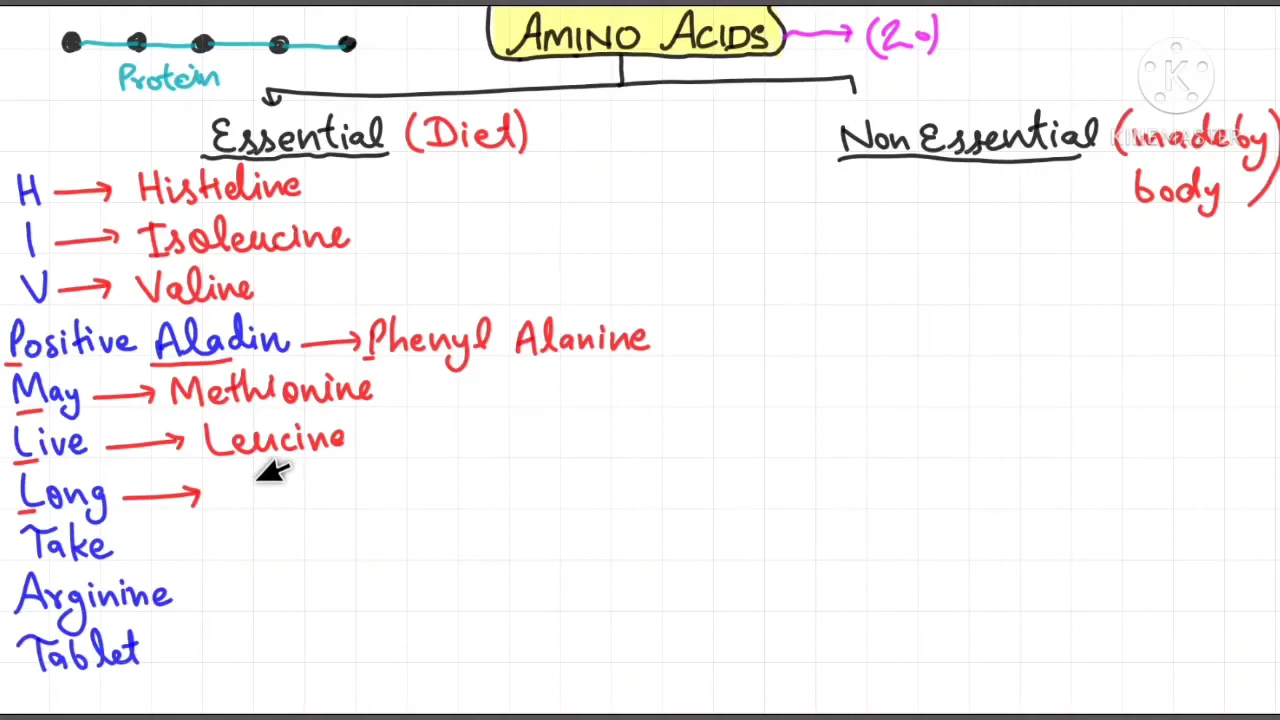 AMINO ACIDS → (20)
Protein
Essential (Diet)
Non Essential (made by body)
K
KINEMASTER
H → Histidine
I → Isoleucine
V → Valine
Positive Aladin → Phenyl Alanine
May → Methionine
Live → Leucine
Long →
Take
Arginine
Tablet